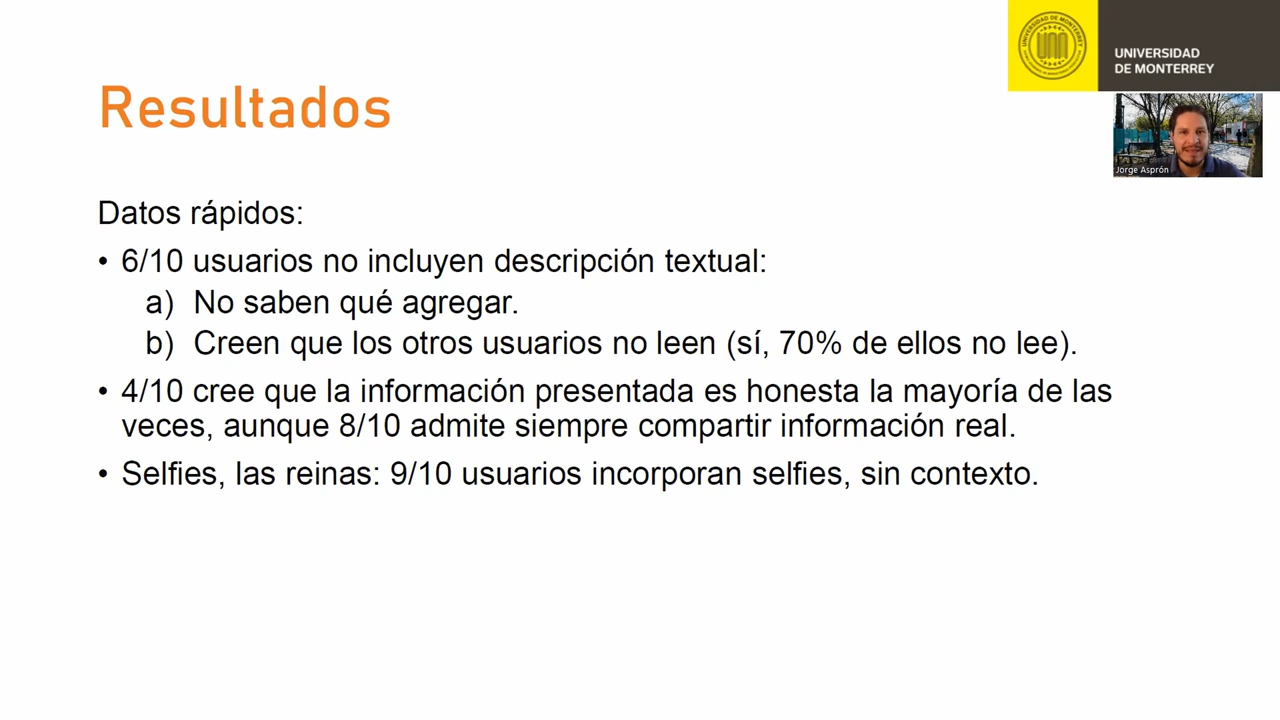 UNIVERSIDAD
DE MONTERREY
Resultados
Jorge Asprón
Datos rápidos:
• 6/10 usuarios no incluyen descripción textual:
a) No saben qué agregar.
b) Creen que los otros usuarios no leen (sí, 70% de ellos no lee).
• 4/10 cree que la información presentada es honesta la mayoría de las
veces, aunque 8/10 admite siempre compartir información real.
• Selfies, las reinas: 9/10 usuarios incorporan selfies, sin contexto.